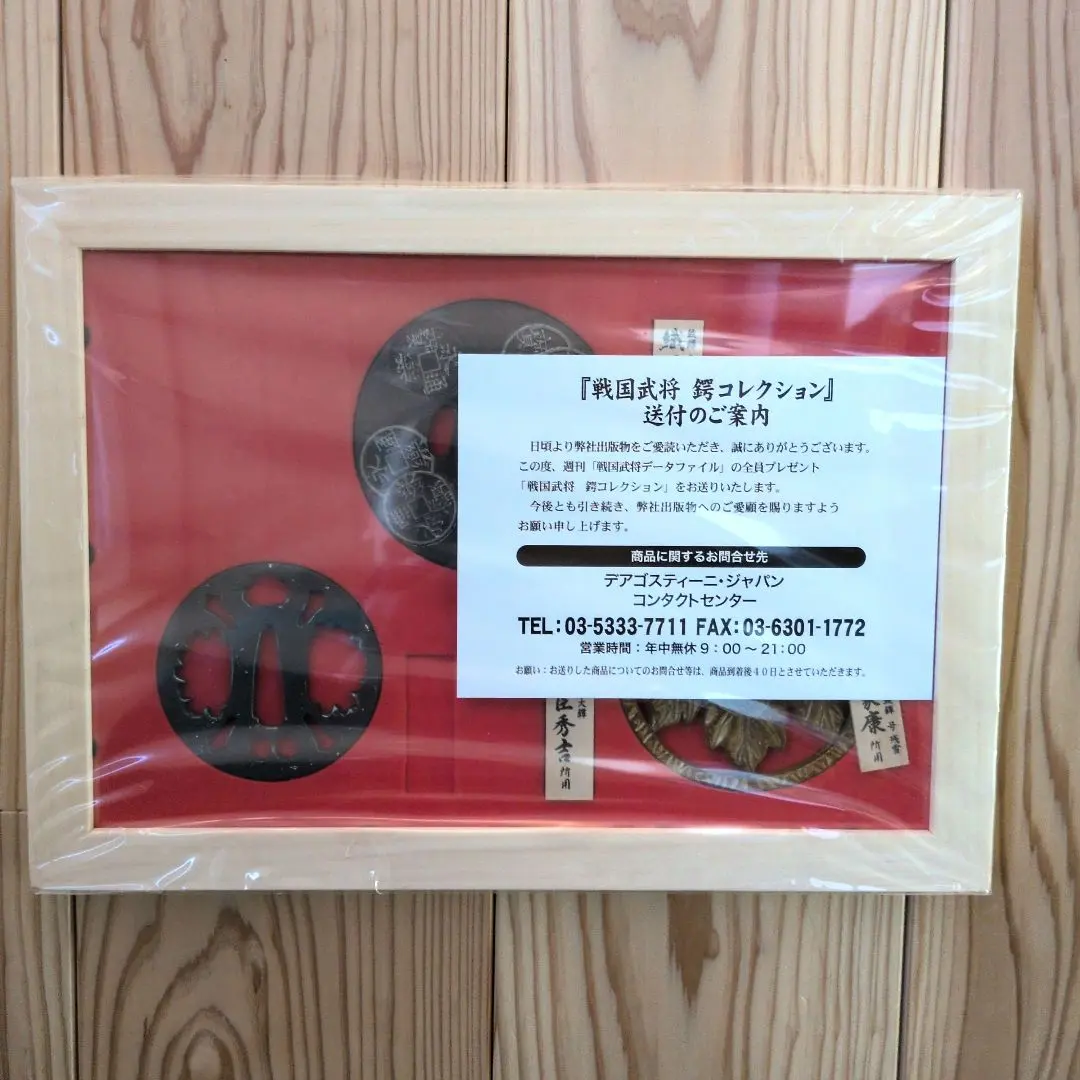 『戦国武将 鍔コレクション』
送付のご案内
日頃より弊社出版物をご愛読いただき、誠にありがとうございます。
この度、週刊「戦国武将データファイル」の全員プレゼント
「戦国武将 鍔コレクション」をお送りいたします。
今後とも引き続き、弊社出版物へのご愛顧を賜りますよう
お願い申し上げます。
商品に関するお問合せ先
デアゴスティーニ・ジャパン
コンタクトセンター
TEL:03-5333-7711 FAX:03-6301-1772
営業時間:年中無休9:00〜21:00
お願い:お送りした商品についてのお問合せ等は、商品到着後40日とさせていただきます。
織
臣秀吉 所用
康 所用